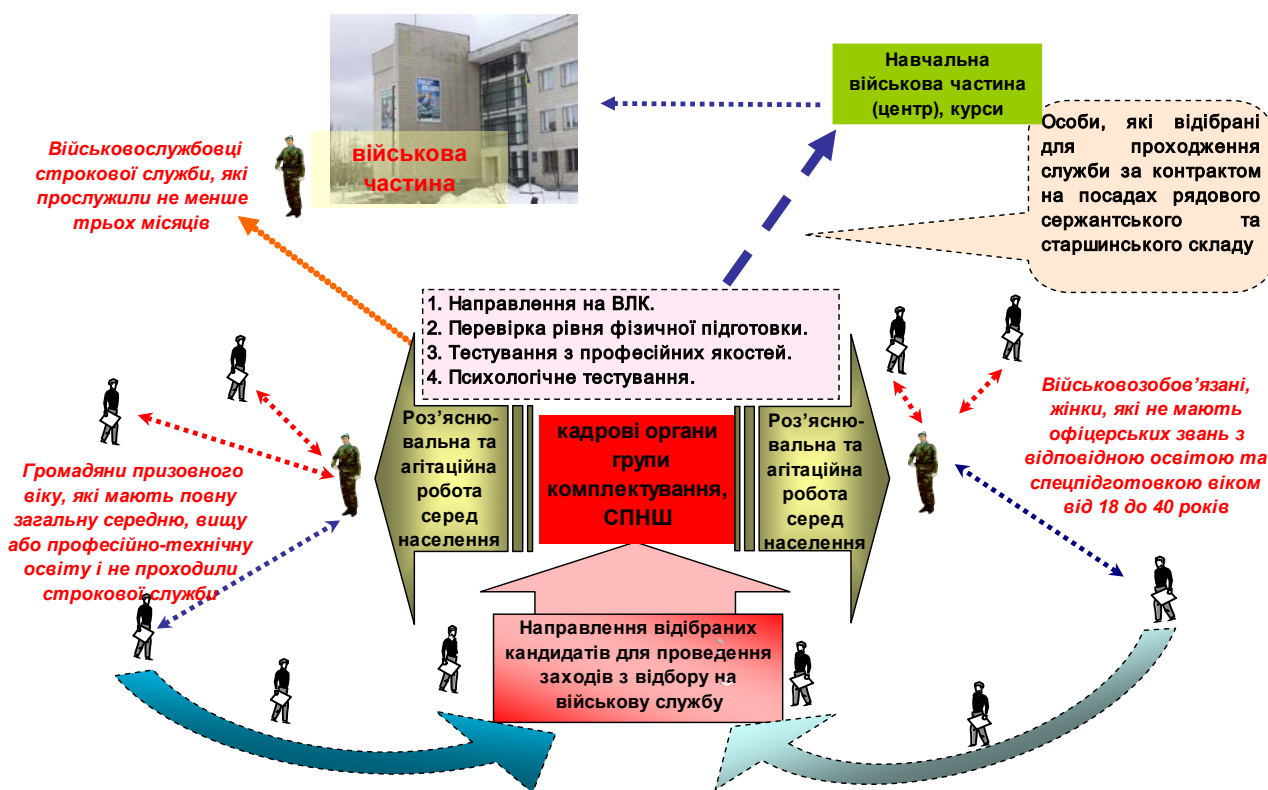 Навчальна
військова частина
(центр), курси
Особи, які відібрані
для проходження
служби за контрактом
на посадах рядового
сержантського та
старшинського складу
Військовослужбовці
строкової служби, які
прослужили не менше
трьох місяців
військова
частина
1. Направлення на ВЛК.
2. Перевірка рівня фізичної підготовки.
3. Тестування з професійних якостей.
4. Психологічне тестування.
Роз’ясню-
вальна та
агітаційна
робота
серед
населення
кадрові органи
групи
комплектування,
СПНШ
Роз’ясню-
вальна та
агітаційна
робота
серед
населення
Військовозобов’язані,
жінки, які не мають
офіцерських звань з
відповідною освітою та
спецпідготовкою віком
від 18 до 40 років
Громадяни призовного
віку, які мають повну
загальну середню, вищу
або професійно-технічну
освіту і не проходили
строкової служби
Направлення відібраних
кандидатів для проведення
заходів з відбору на
військову службу